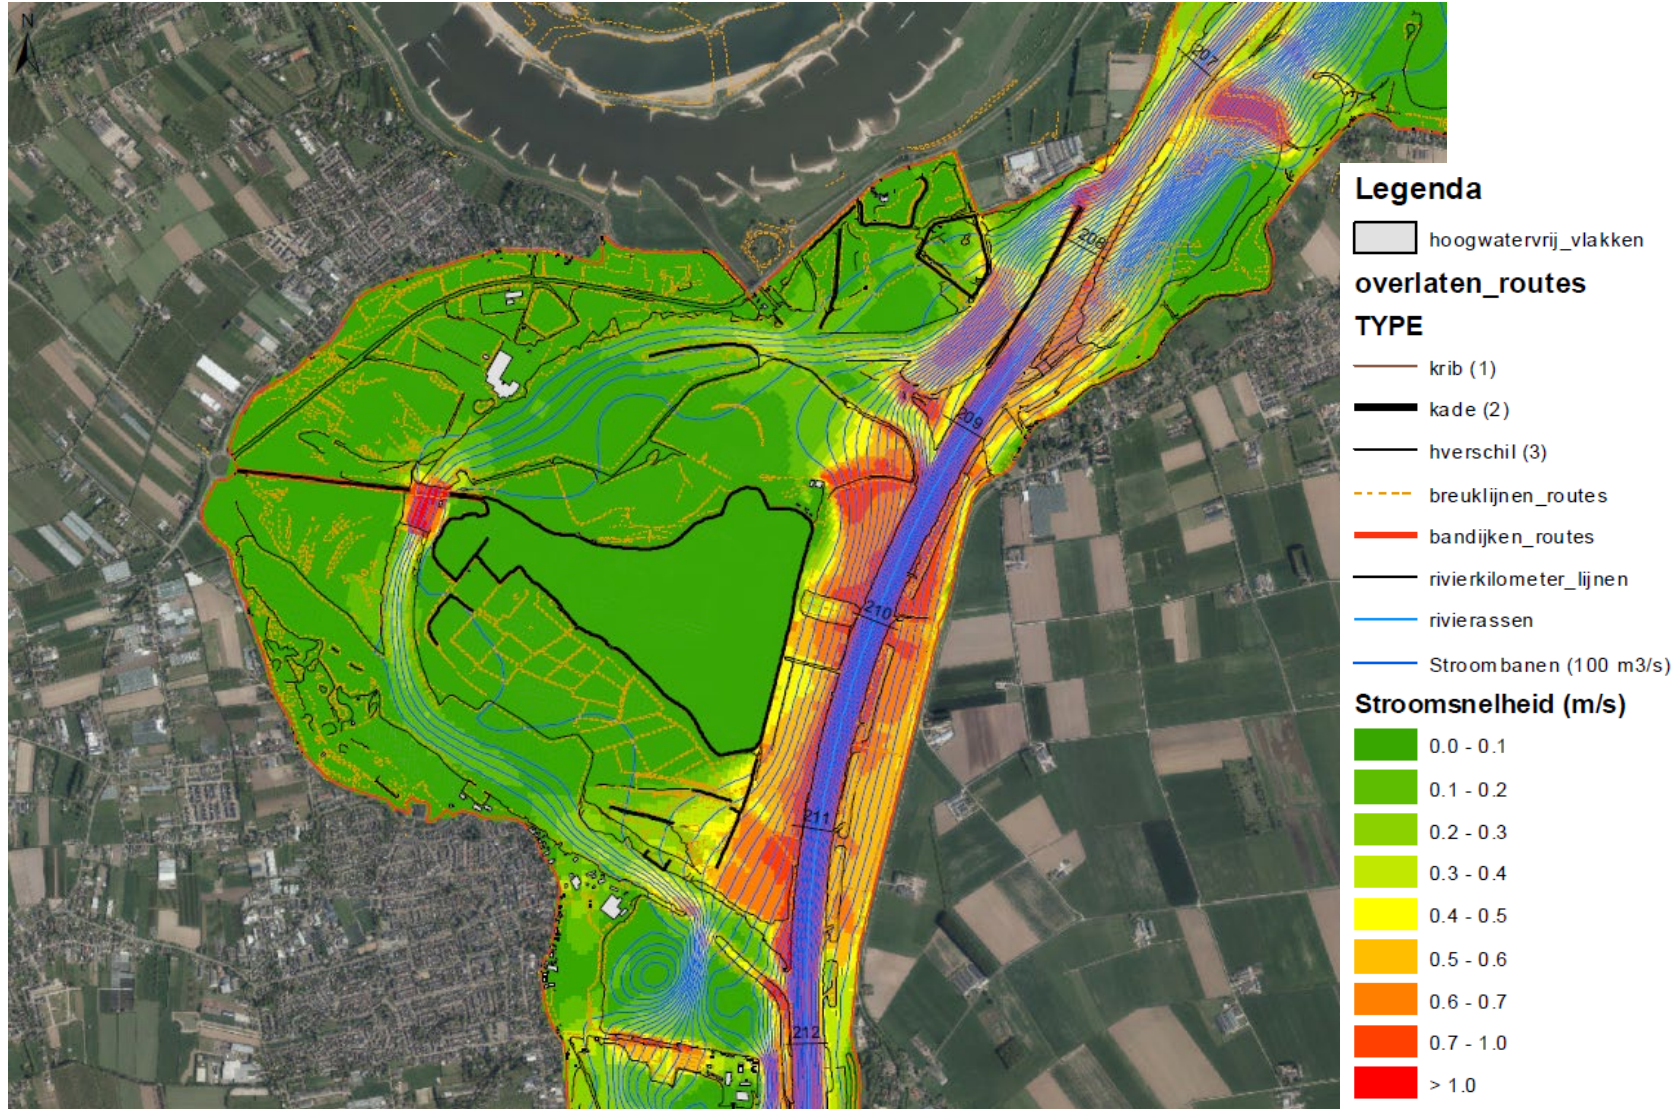 N
207
208
209
210
211
212
Legenda
hoogwatervrij_vlakken
overlaten_routes
TYPE
krib (1)
kade (2)
hverschil (3)
breuklijnen_routes
bandijken_routes
rivierkilometer_lijnen
rivierassen
Stroombanen (100 m3/s)
Stroomsnelheid (m/s)
0.0 - 0.1
0.1 - 0.2
0.2 - 0.3
0.3 - 0.4
0.4 - 0.5
0.5 - 0.6
0.6 - 0.7
0.7 - 1.0
> 1.0